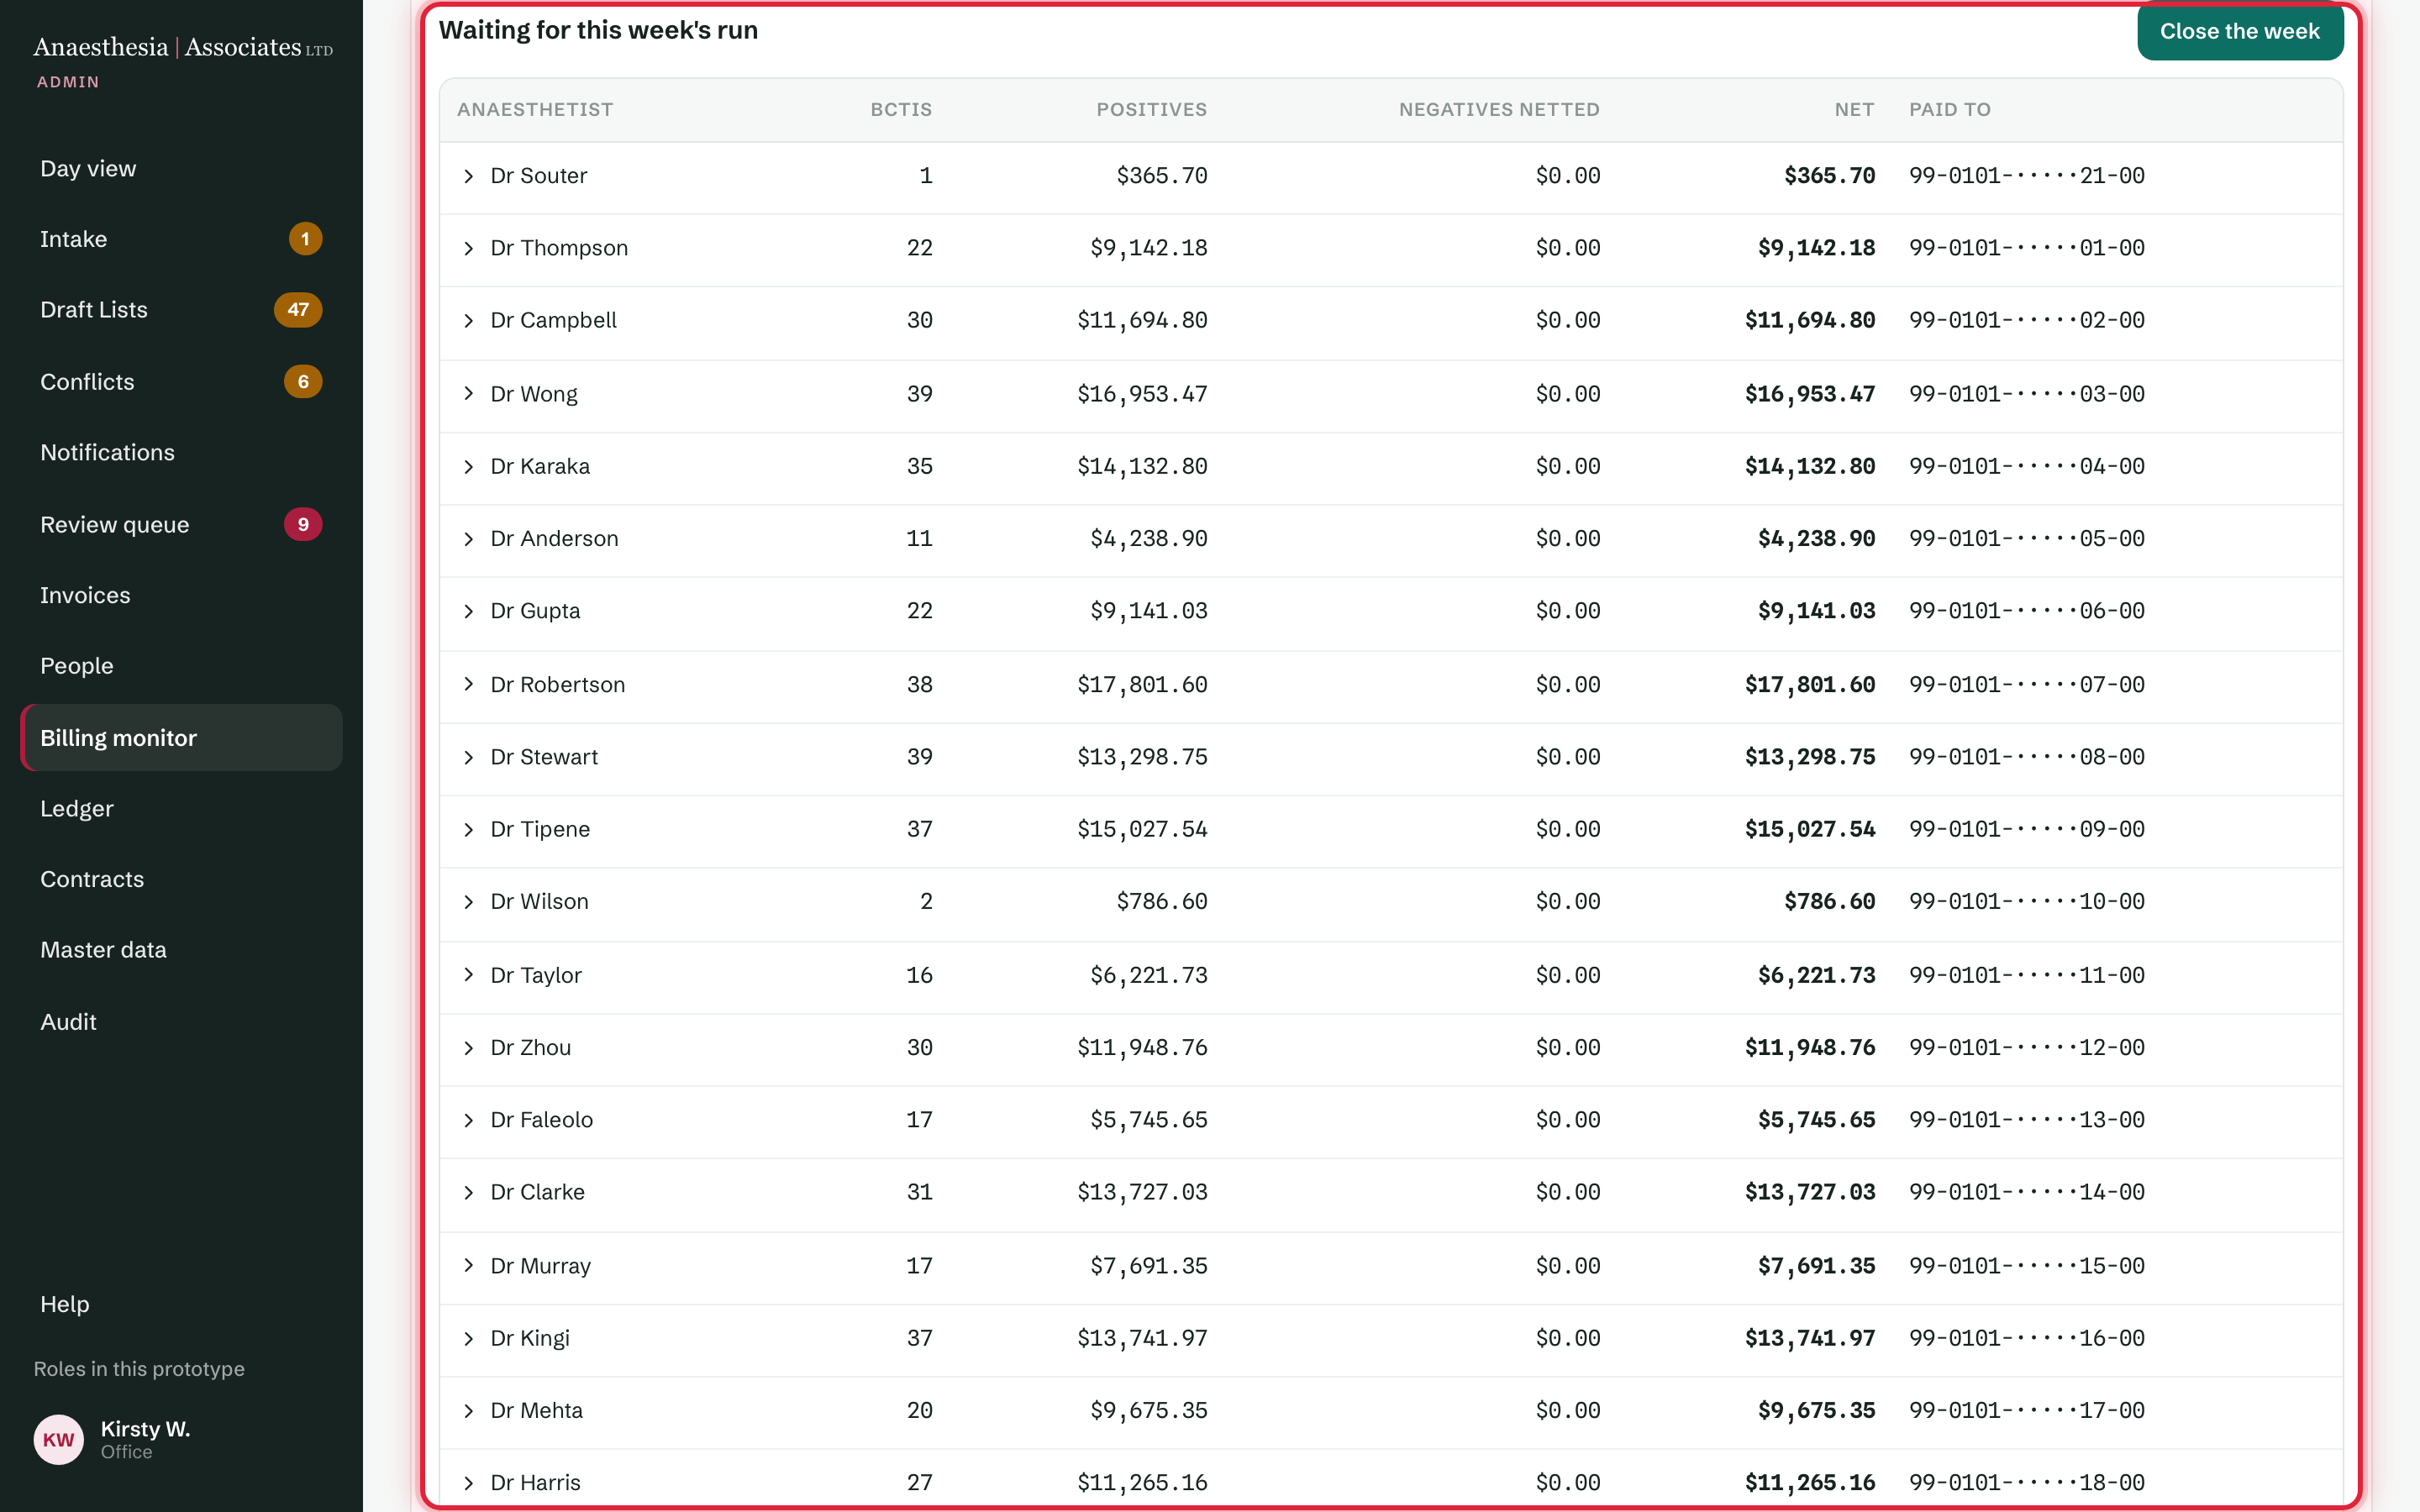 Anaesthesia | Associates LTD
ADMIN
Day view
Intake 1
Draft Lists 47
Conflicts 6
Notifications
Review queue 9
Invoices
People
Billing monitor
Ledger
Contracts
Master data
Audit
Help
Roles in this prototype
KW
Kirsty W.
Office
Waiting for this week's run
Close the week
ANAESTHETIST BCTIS POSITIVES NEGATIVES NETTED NET PAID TO
Dr Souter 1 $365.70 $0.00 $365.70 99-0101-·····21-00
Dr Thompson 22 $9,142.18 $0.00 $9,142.18 99-0101-·····01-00
Dr Campbell 30 $11,694.80 $0.00 $11,694.80 99-0101-·····02-00
Dr Wong 39 $16,953.47 $0.00 $16,953.47 99-0101-·····03-00
Dr Karaka 35 $14,132.80 $0.00 $14,132.80 99-0101-·····04-00
Dr Anderson 11 $4,238.90 $0.00 $4,238.90 99-0101-·····05-00
Dr Gupta 22 $9,141.03 $0.00 $9,141.03 99-0101-·····06-00
Dr Robertson 38 $17,801.60 $0.00 $17,801.60 99-0101-·····07-00
Dr Stewart 39 $13,298.75 $0.00 $13,298.75 99-0101-·····08-00
Dr Tipene 37 $15,027.54 $0.00 $15,027.54 99-0101-·····09-00
Dr Wilson 2 $786.60 $0.00 $786.60 99-0101-·····10-00
Dr Taylor 16 $6,221.73 $0.00 $6,221.73 99-0101-·····11-00
Dr Zhou 30 $11,948.76 $0.00 $11,948.76 99-0101-·····12-00
Dr Faleolo 17 $5,745.65 $0.00 $5,745.65 99-0101-·····13-00
Dr Clarke 31 $13,727.03 $0.00 $13,727.03 99-0101-·····14-00
Dr Murray 17 $7,691.35 $0.00 $7,691.35 99-0101-·····15-00
Dr Kingi 37 $13,741.97 $0.00 $13,741.97 99-0101-·····16-00
Dr Mehta 20 $9,675.35 $0.00 $9,675.35 99-0101-·····17-00
Dr Harris 27 $11,265.16 $0.00 $11,265.16 99-0101-·····18-00